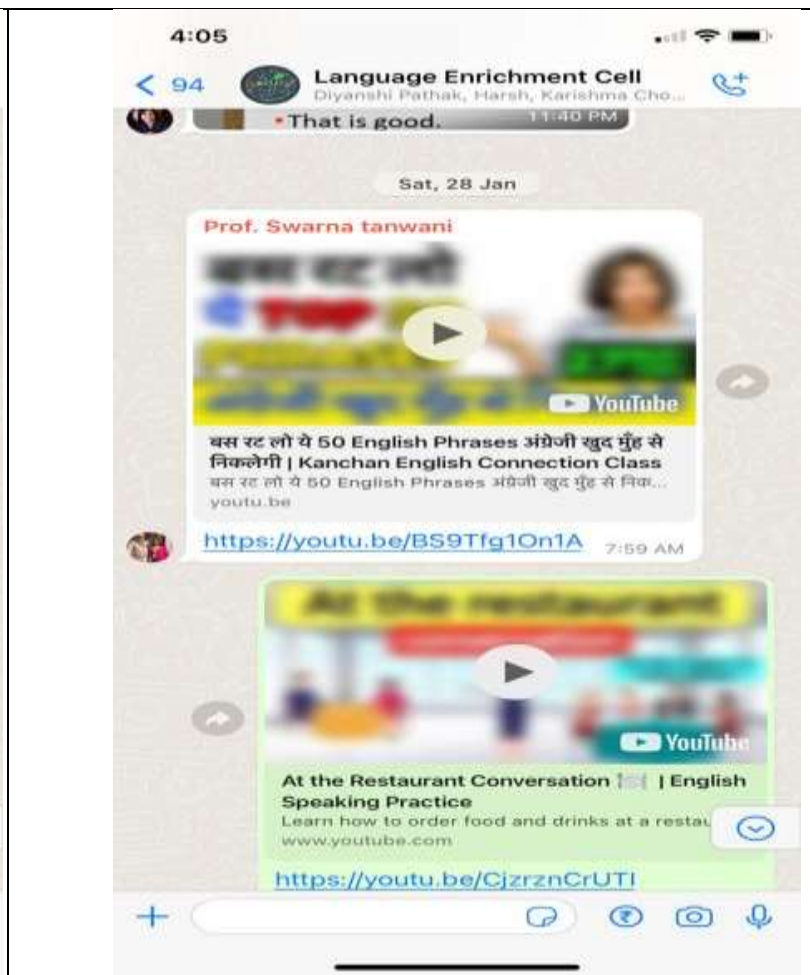 4:05
94
Language Enrichment Cell
Diyanshi Pathak, Harsh, Karishma Cho...
•That is good.
11:40 PM
Sat, 28 Jan
Prof. Swarna tanwani
बस रट लो
ये TOP
YouTube
बस रट लो ये 50 English Phrases अंग्रेजी खुद मुँह से
निकलेगी | Kanchan English Connection Class
बस रट लो ये 50 English Phrases अंग्रेजी खुद मुँह से निक...
youtu.be
https://youtu.be/BS9Tfg1On1A
7:59 AM
At the restaurant
YouTube
At the Restaurant Conversation 🍽️ | English
Speaking Practice
Learn how to order food and drinks at a restau
www.youtube.com
https://youtu.be/CjzrznCrUTI